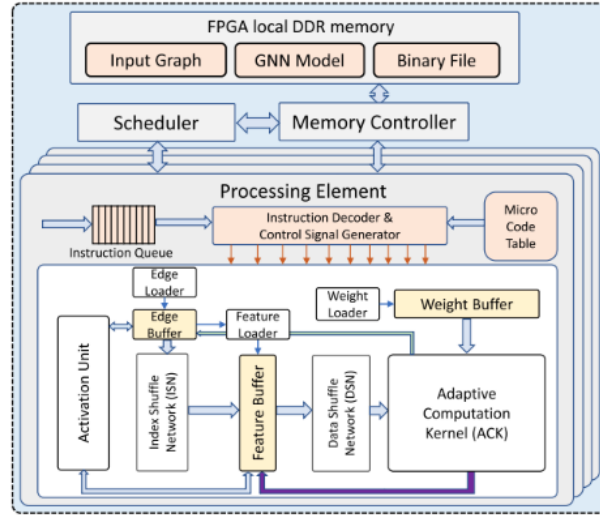 FPGA local DDR memory
Input Graph
GNN Model
Binary File
Scheduler
Memory Controller
Processing Element
Instruction Queue
Instruction Decoder &
Control Signal Generator
Micro
Code
Table
Edge
Loader
Edge
Buffer
Feature
Loader
Weight
Loader
Weight Buffer
Activation Unit
Index Shuffle
Network (ISN)
Feature Buffer
Data Shuffle
Network (DSN)
Adaptive
Computation
Kernel (ACK)